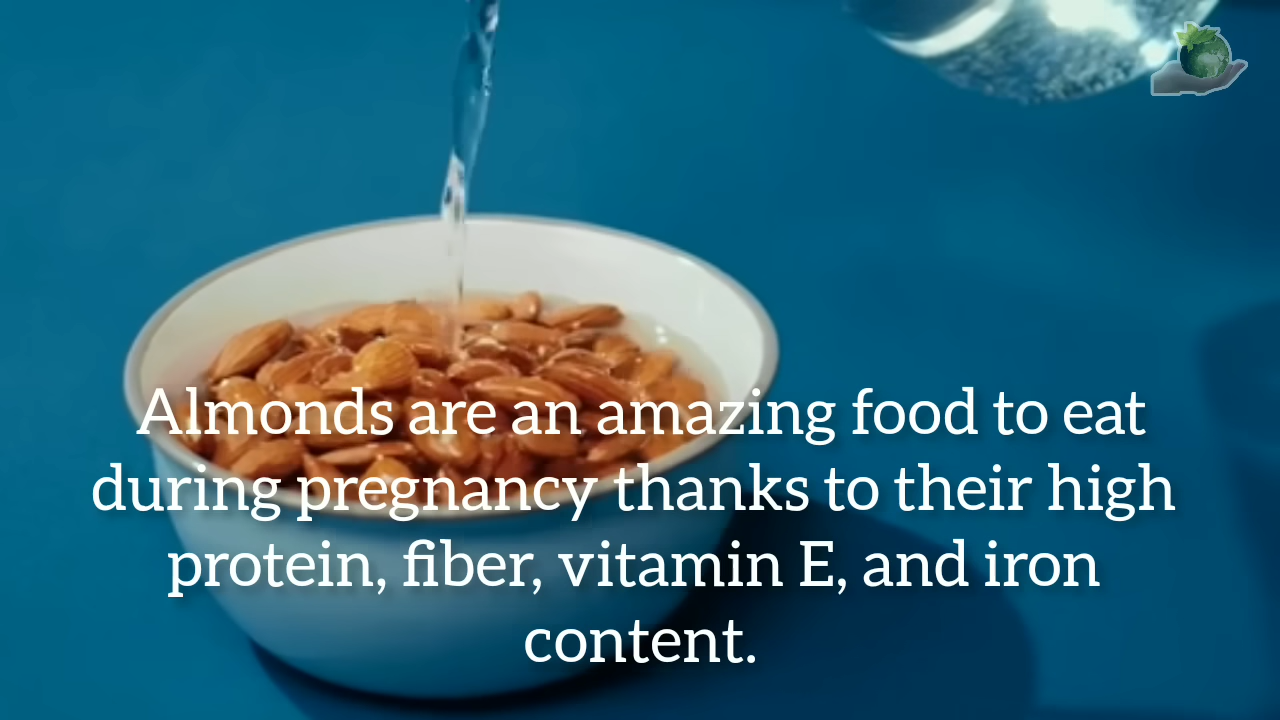 Almonds are an amazing food to eat
during pregnancy thanks to their high
protein, fiber, vitamin E, and iron
content.